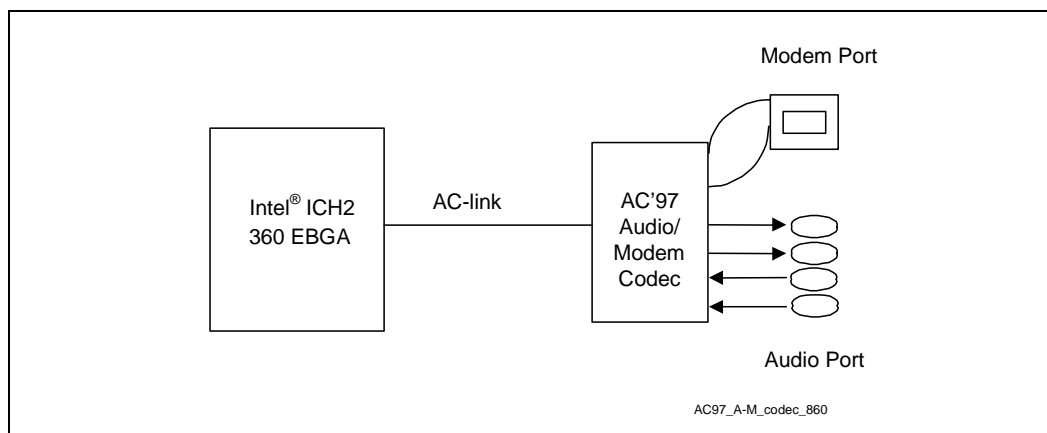 Modem Port
Intel® ICH2
360 EBGA
AC-link
AC'97
Audio/
Modem
Codec
Audio Port
AC97_A-M_codec_860